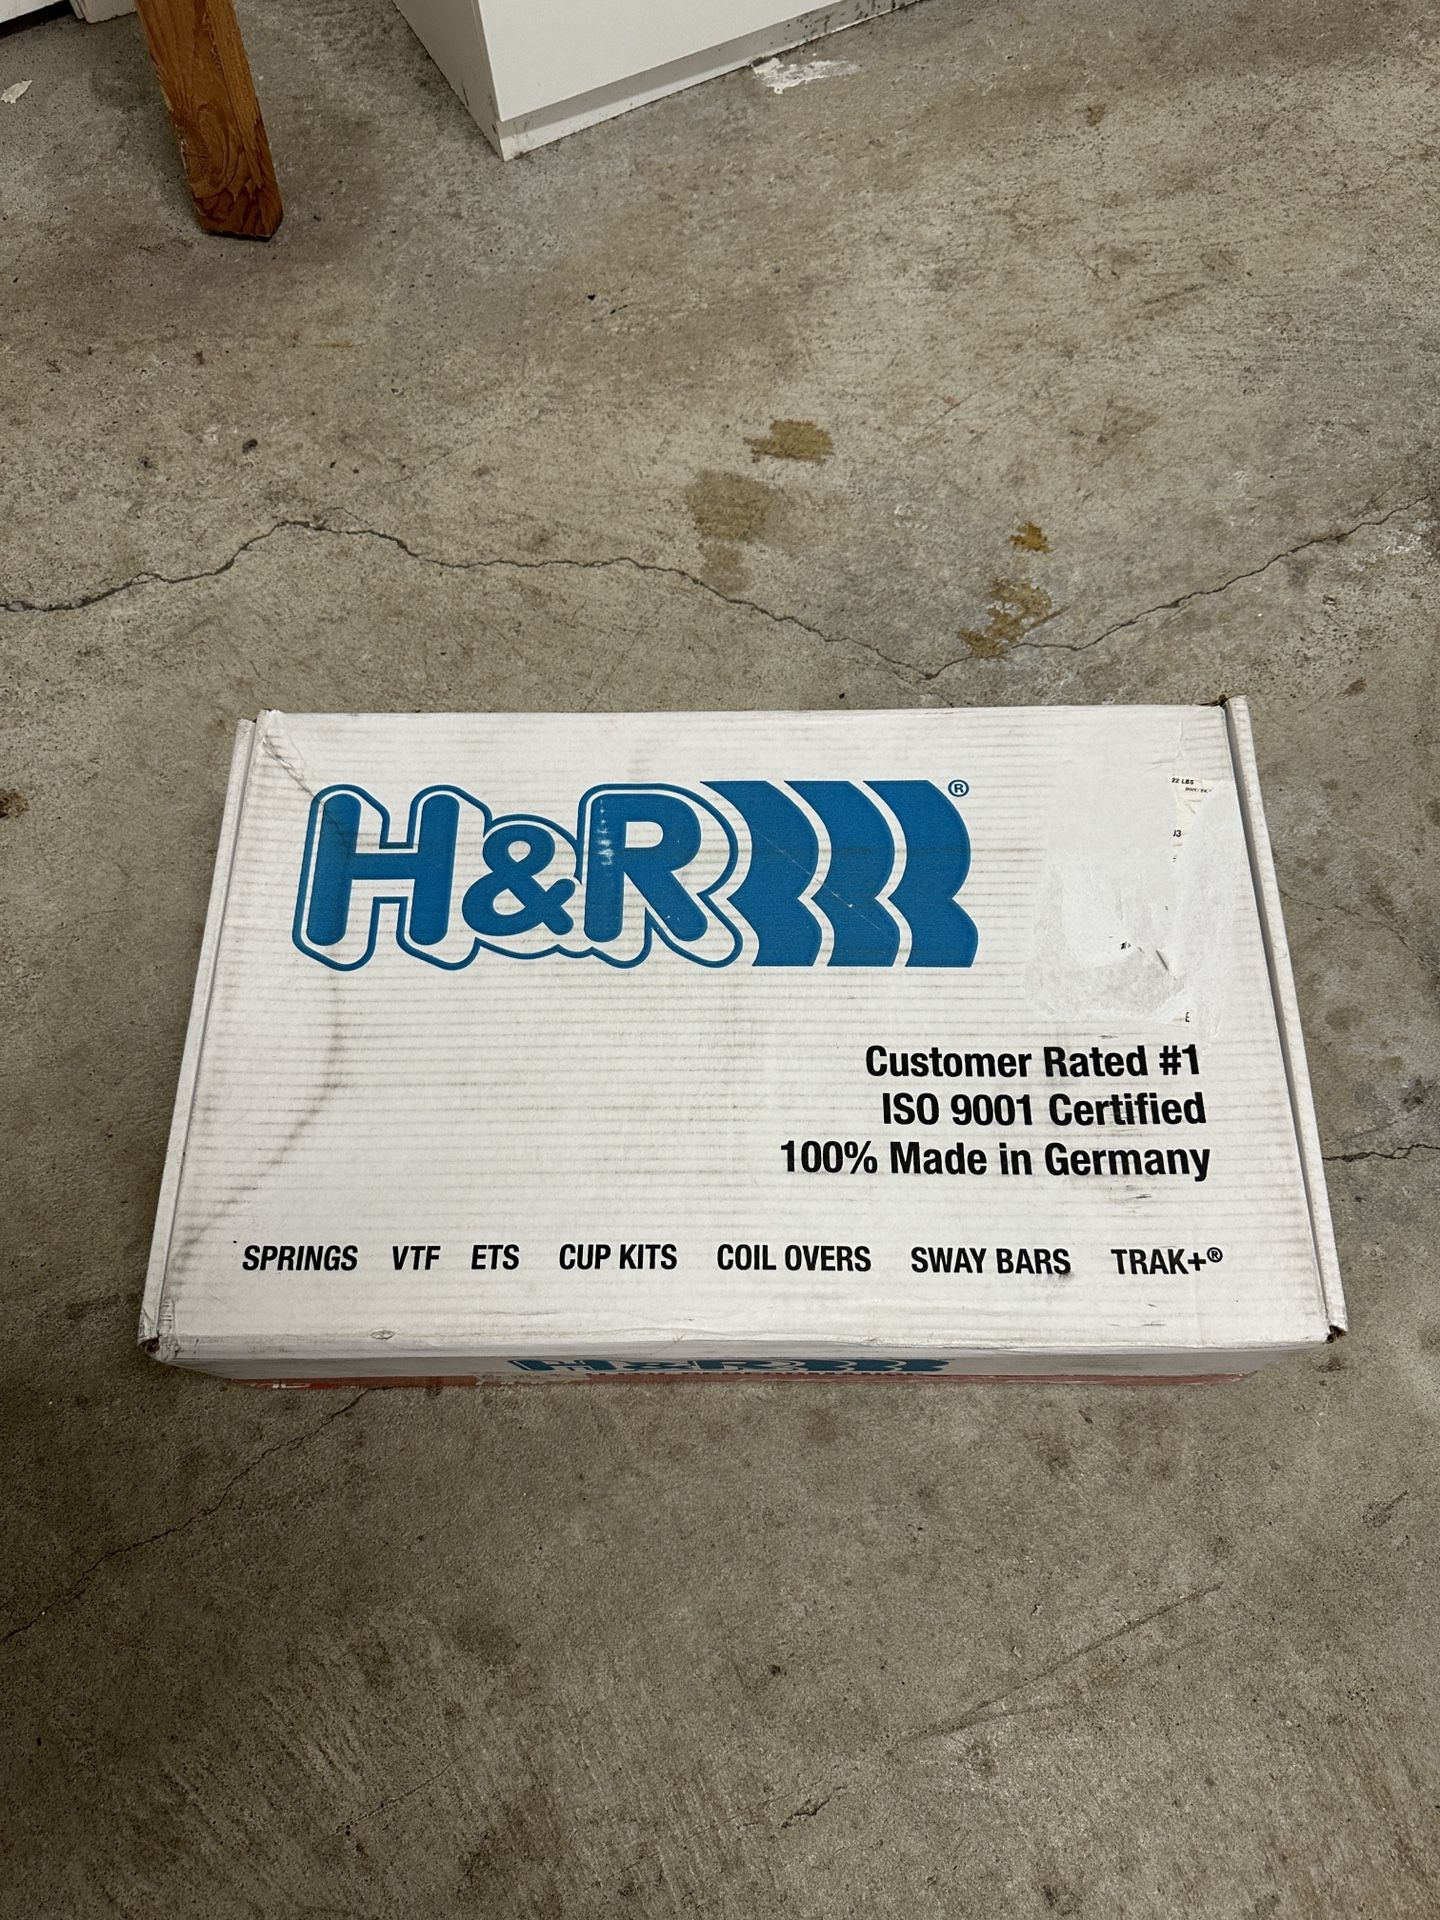 H&R®
22 LBS
Customer Rated #1
ISO 9001 Certified
100% Made in Germany
SPRINGS VTF ETS CUP KITS COIL OVERS SWAY BARS TRAK+®
H&R